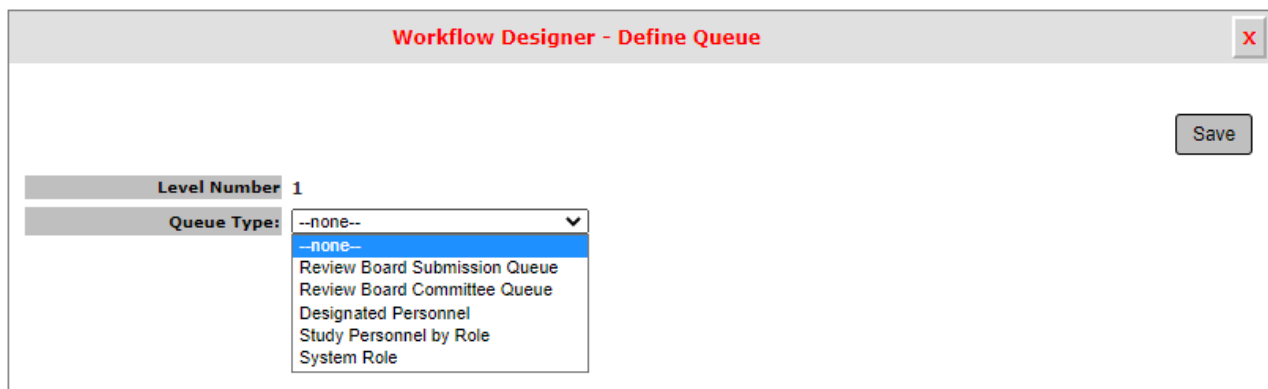 Workflow Designer - Define Queue
X
Save
Level Number 1
Queue Type: --none--
--none--
Review Board Submission Queue
Review Board Committee Queue
Designated Personnel
Study Personnel by Role
System Role